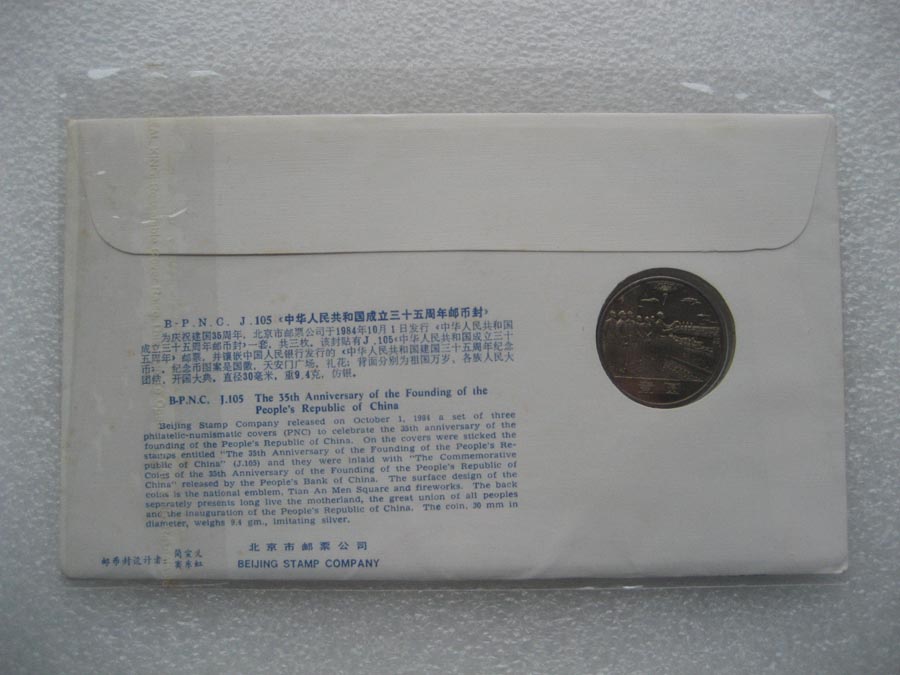 B-P.N.C. J.105《中华人民共和国成立三十五周年邮币封》
为庆祝建国35周年，北京市邮票公司于1984年10月1日发行《中华人民共和国
成立三十五周年邮币封》一套，共三枚。该封贴有J.105《中华人民共和国成立三十
五周年》邮票，并镶嵌中国人民银行发行的《中华人民共和国建国三十五周年纪念
币》，纪念币图案是国徽，天安门广场，礼花；背面分别为祖国万岁，各族人民大
团结，开国大典。直径30毫米，重9.4克，仿银。
B-P.N.C. J.105 The 35th Anniversary of the Founding of the
People's Republic of China
Beijing Stamp Company released on October 1, 1984 a set of three
philatelic-numismatic covers (PNC) to celebrate the 35th anniversary of the
founding of the People's Republic of China. On the covers were sticked the
stamps entitled "The 35th Anniversary of the Founding of the People's Re-
public of China" (J.105) and they were inlaid with "The Commemorative
Coins of the 35th Anniversary of the Founding of the People's Republic of
China" released by the People's Bank of China. The surface design of the
coins is the national emblem, Tian An Men Square and fireworks. The back
separately presents long live the motherland, the great union of all peoples
and the inauguration of the People's Republic of China. The coin, 30 mm in
diameter, weighs 9.4 gm., imitating silver.
邮币封设计者：
北京市邮票公司
BEIJING STAMP COMPANY
壹圆